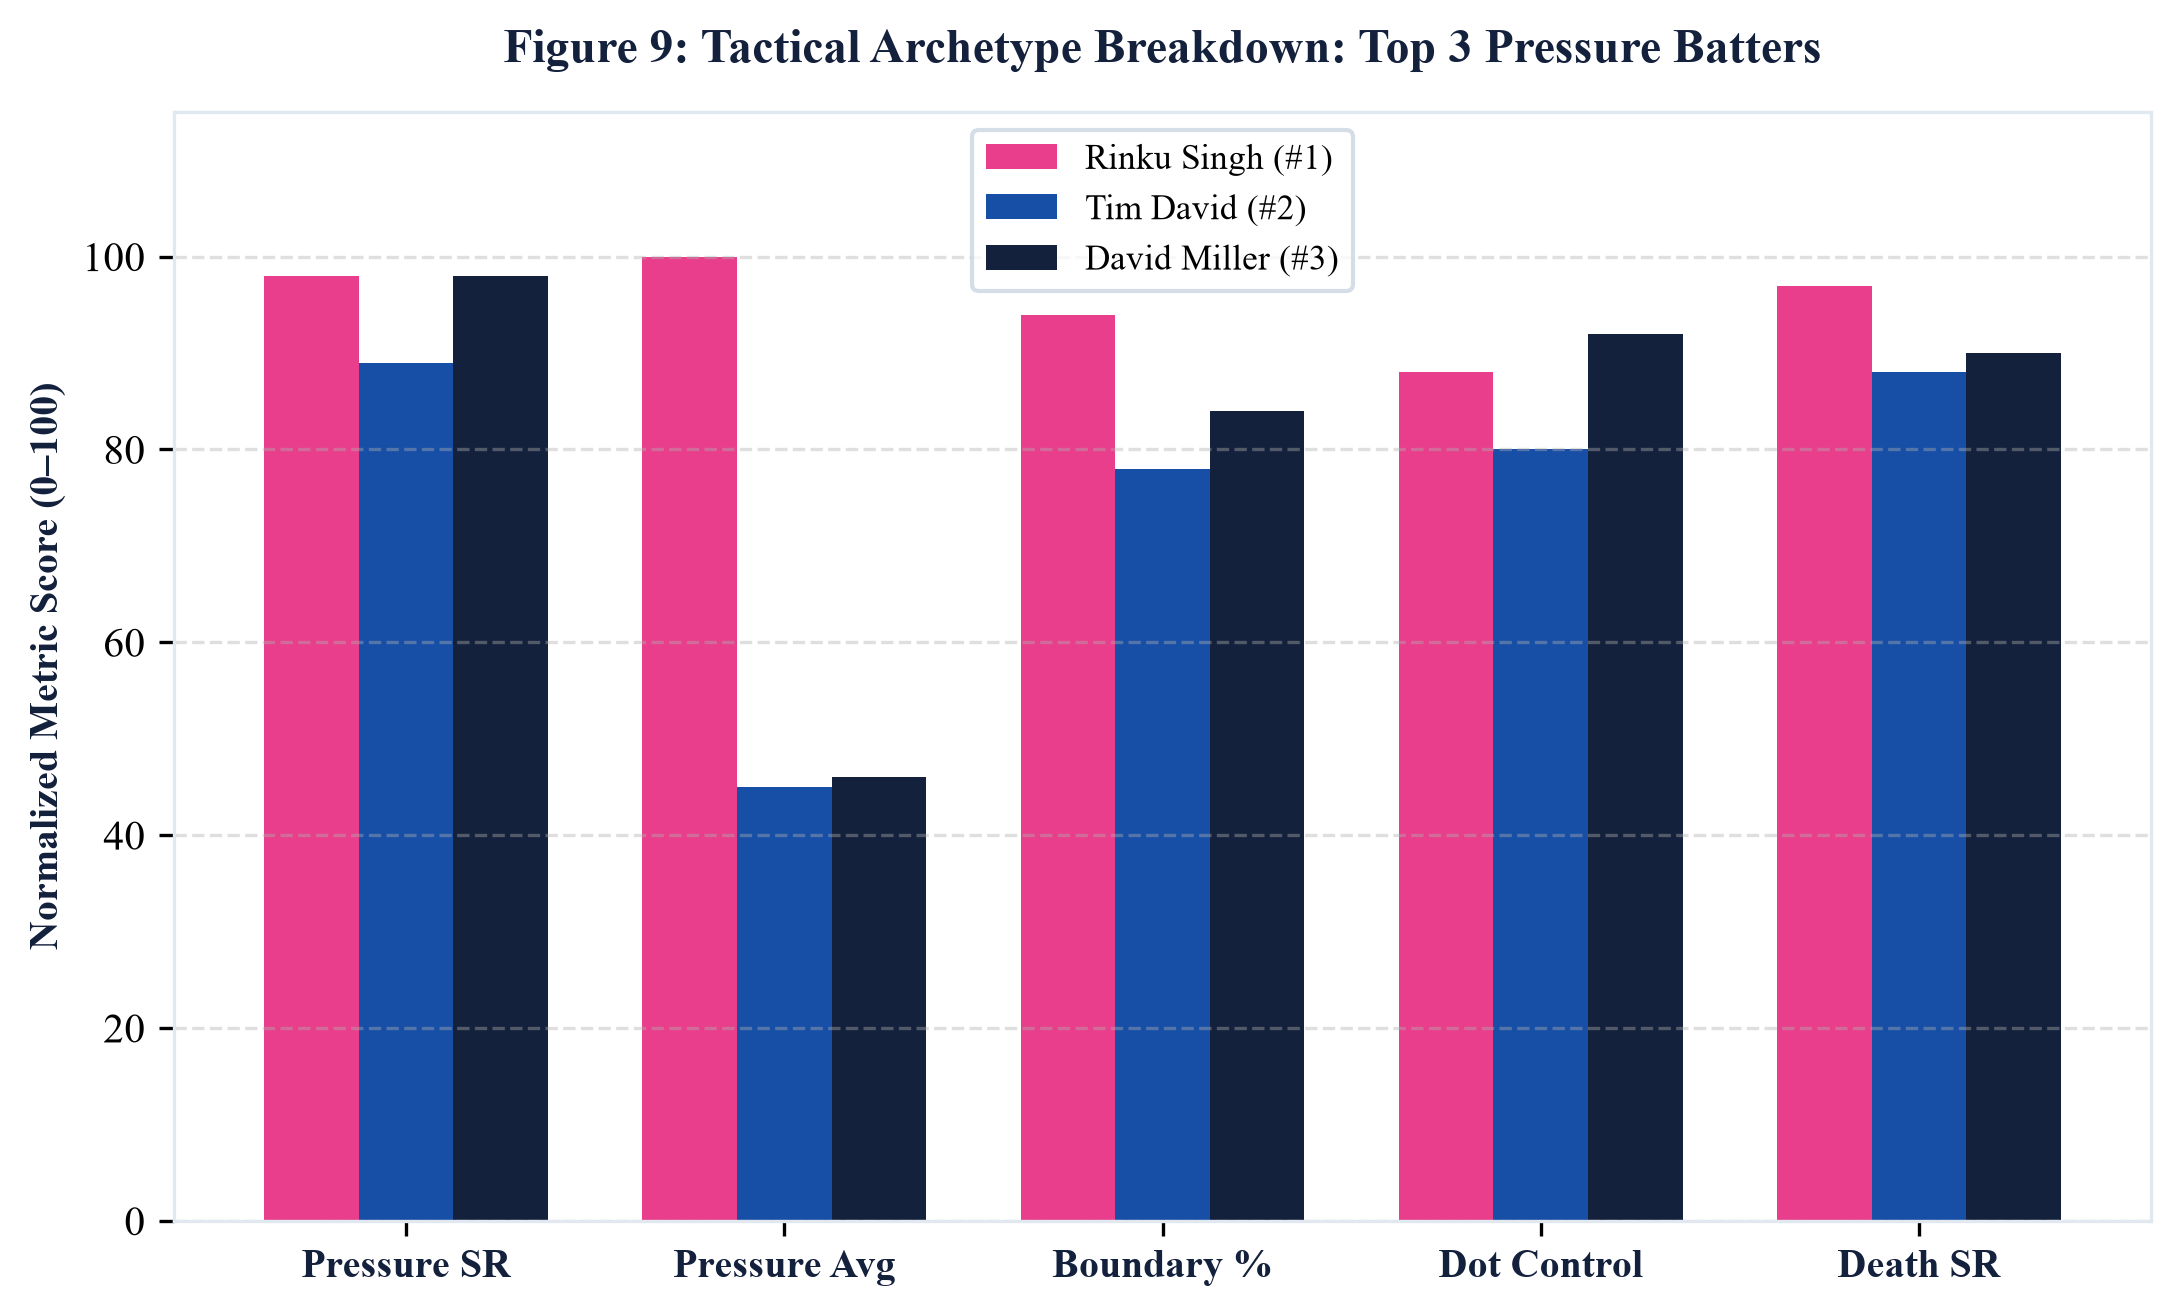 Figure 9: Tactical Archetype Breakdown: Top 3 Pressure Batters
Rinku Singh (#1)
Tim David (#2)
David Miller (#3)
Normalized Metric Score (0–100)
100
80
60
40
20
0
Pressure SR
Pressure Avg
Boundary %
Dot Control
Death SR